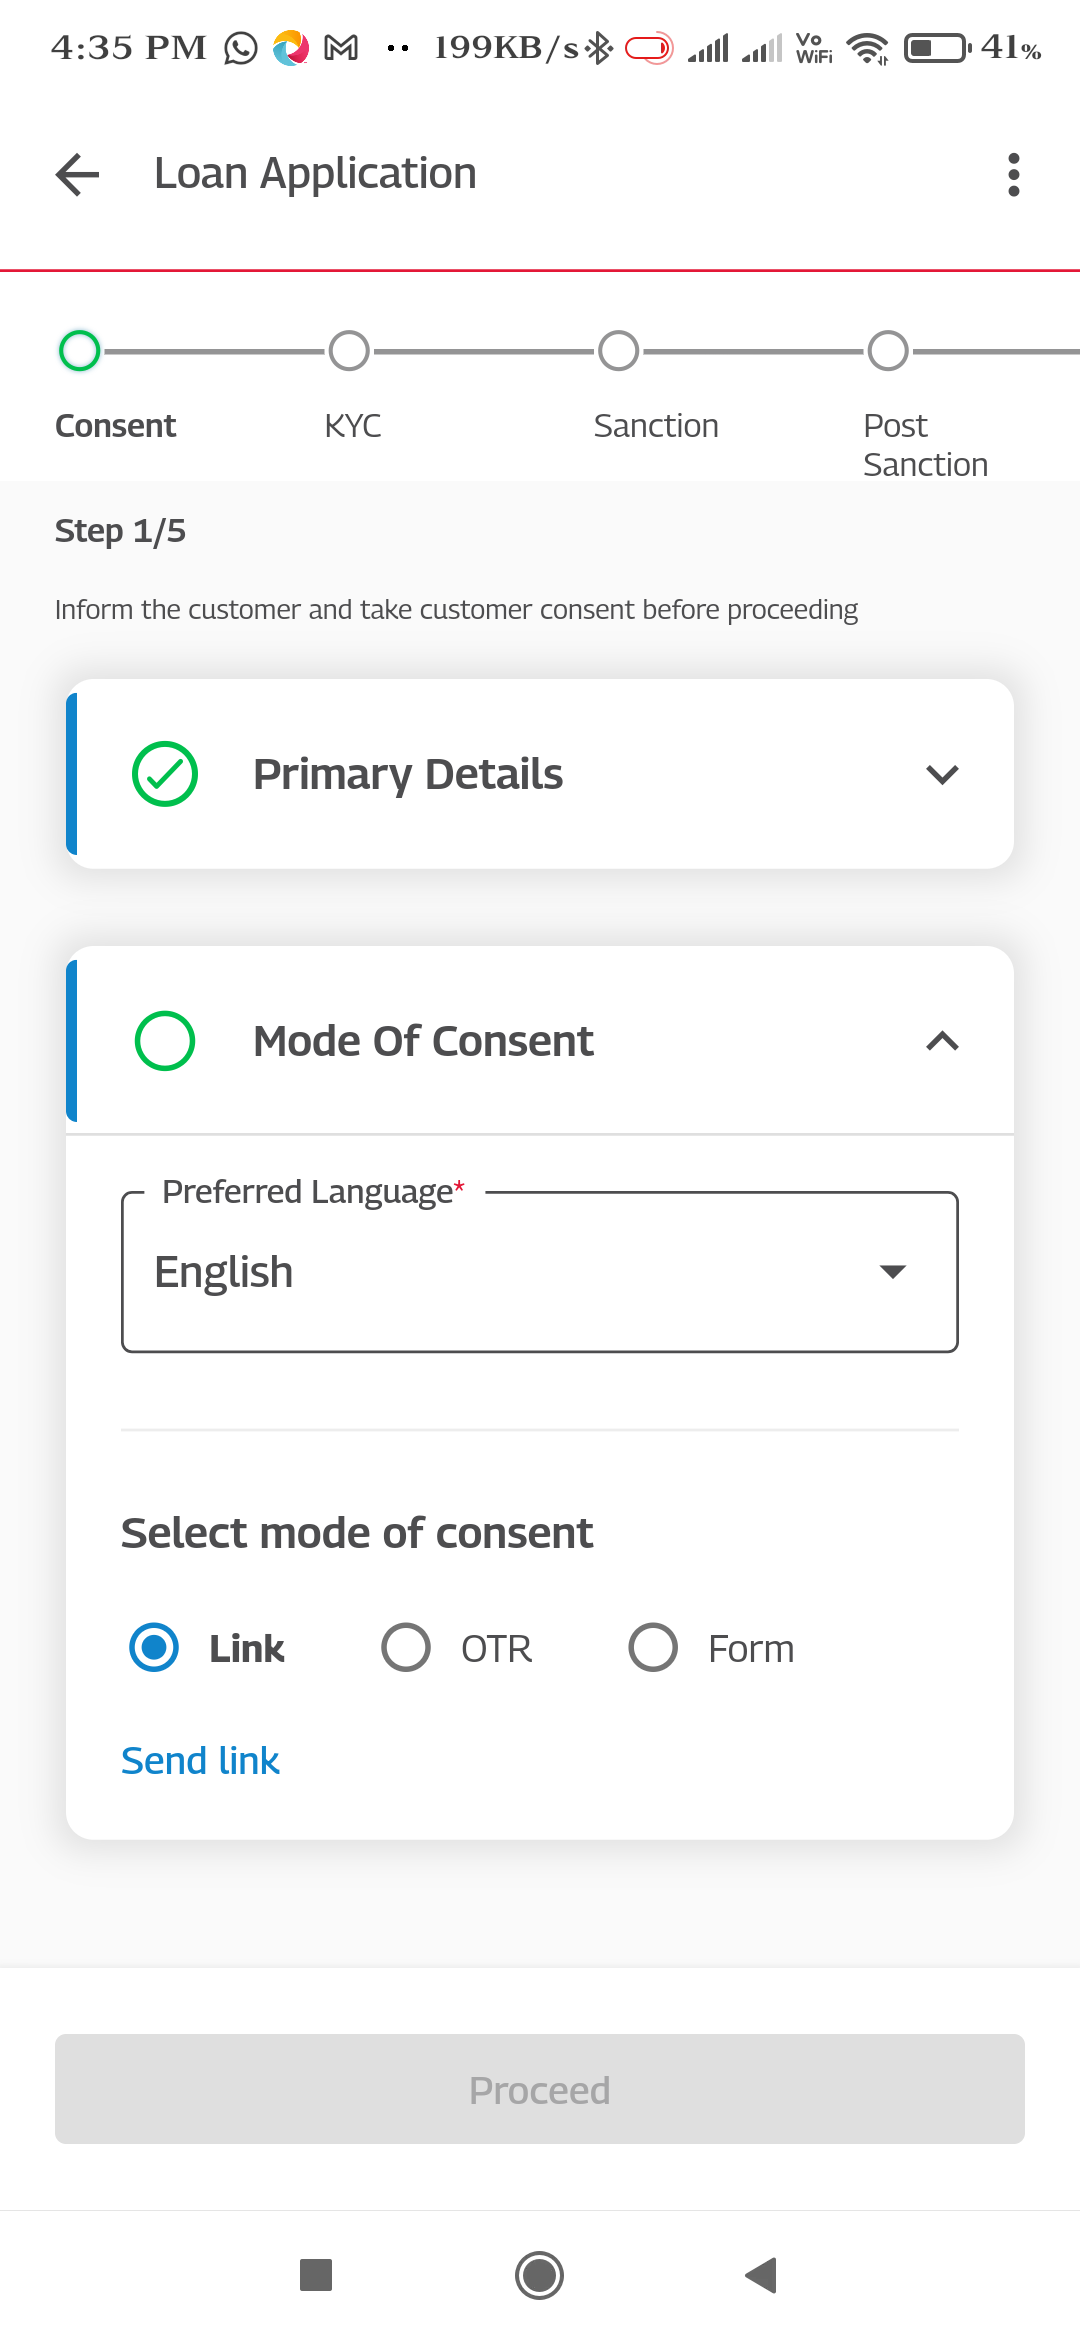 4:35 PM 199KB/s Vo WiFi 41%
Loan Application
Consent KYC Sanction Post Sanction
Step 1/5
Inform the customer and take customer consent before proceeding
Primary Details
Mode Of Consent
Preferred Language*
English
Select mode of consent
Link OTR Form
Send link
Proceed